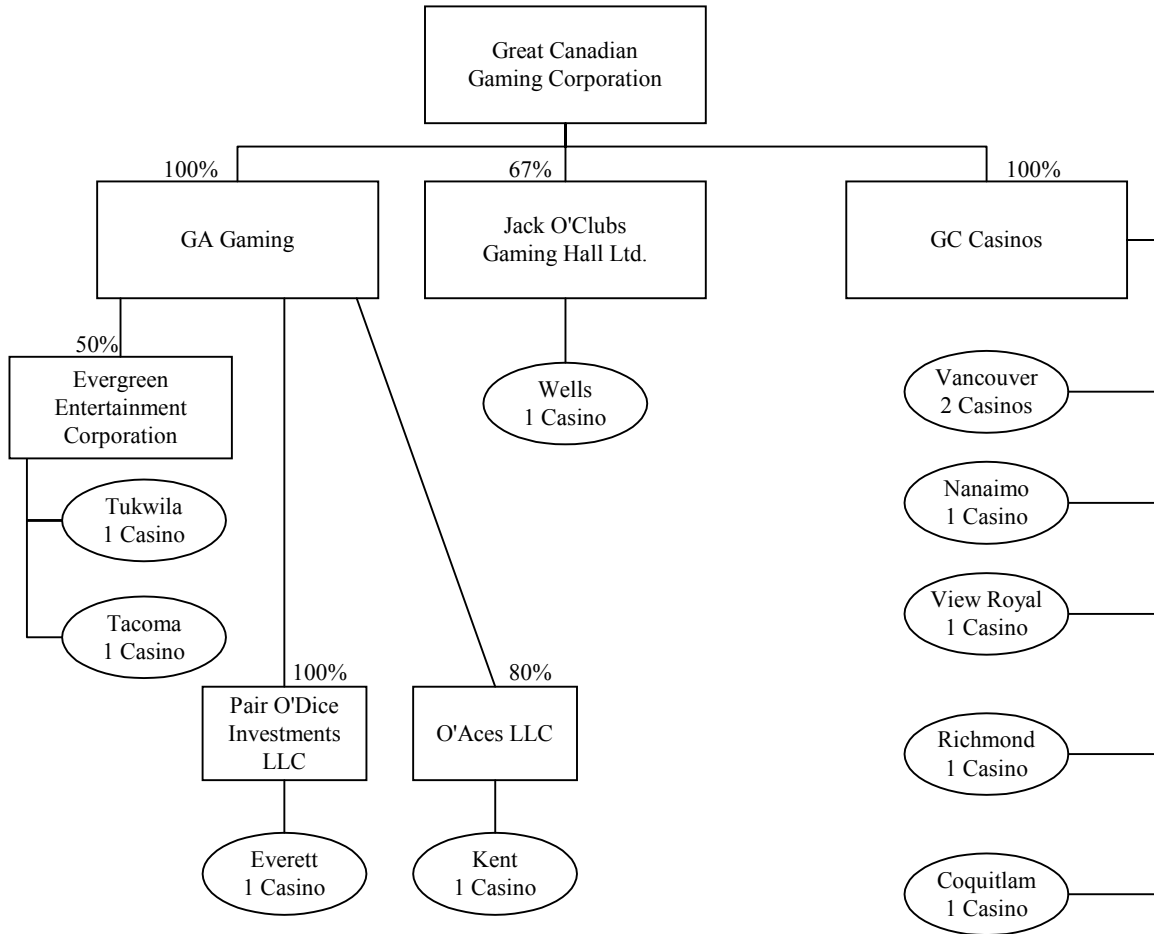 Great Canadian
Gaming Corporation
100%
67%
100%
GA Gaming
Jack O'Clubs
Gaming Hall Ltd.
GC Casinos
50%
Evergreen
Entertainment
Corporation
Wells
1 Casino
Vancouver
2 Casinos
Tukwila
1 Casino
Nanaimo
1 Casino
Tacoma
1 Casino
View Royal
1 Casino
100%
80%
Pair O'Dice
Investments
LLC
O'Aces LLC
Richmond
1 Casino
Everett
1 Casino
Kent
1 Casino
Coquitlam
1 Casino